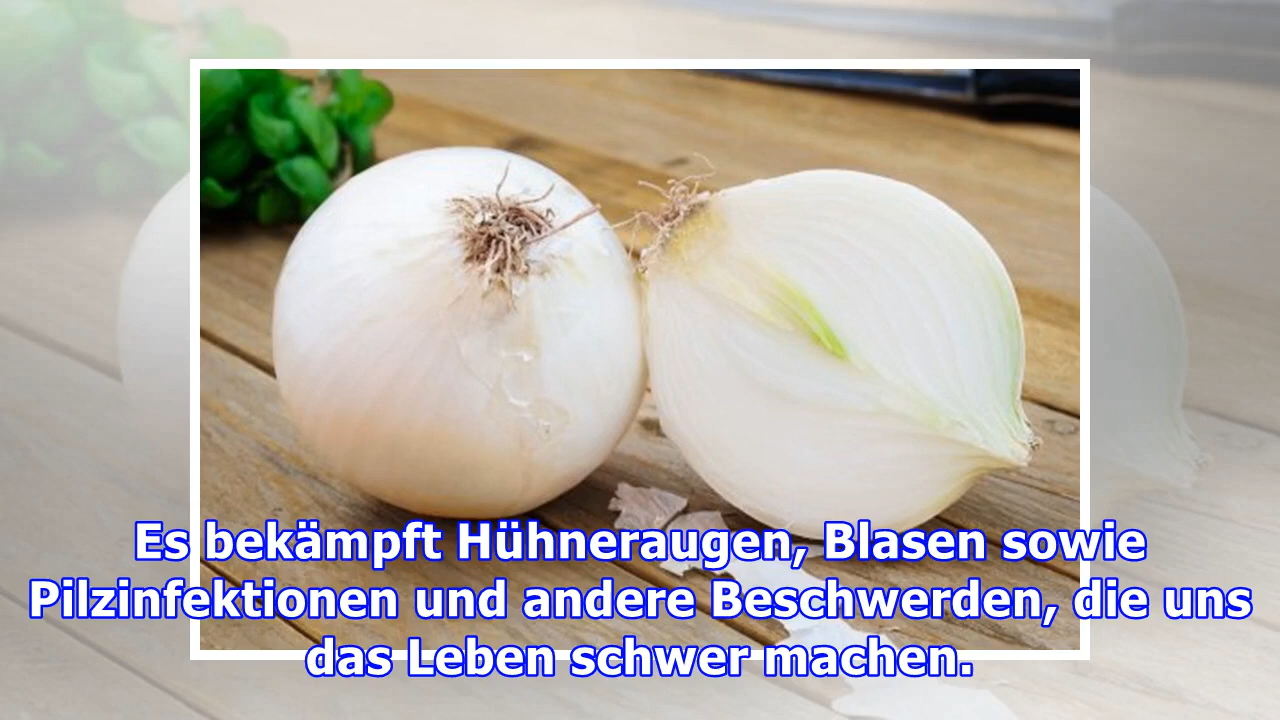 Es bekämpft Hühneraugen, Blasen sowie
Pilzinfektionen und andere Beschwerden, die uns
das Leben schwer machen.